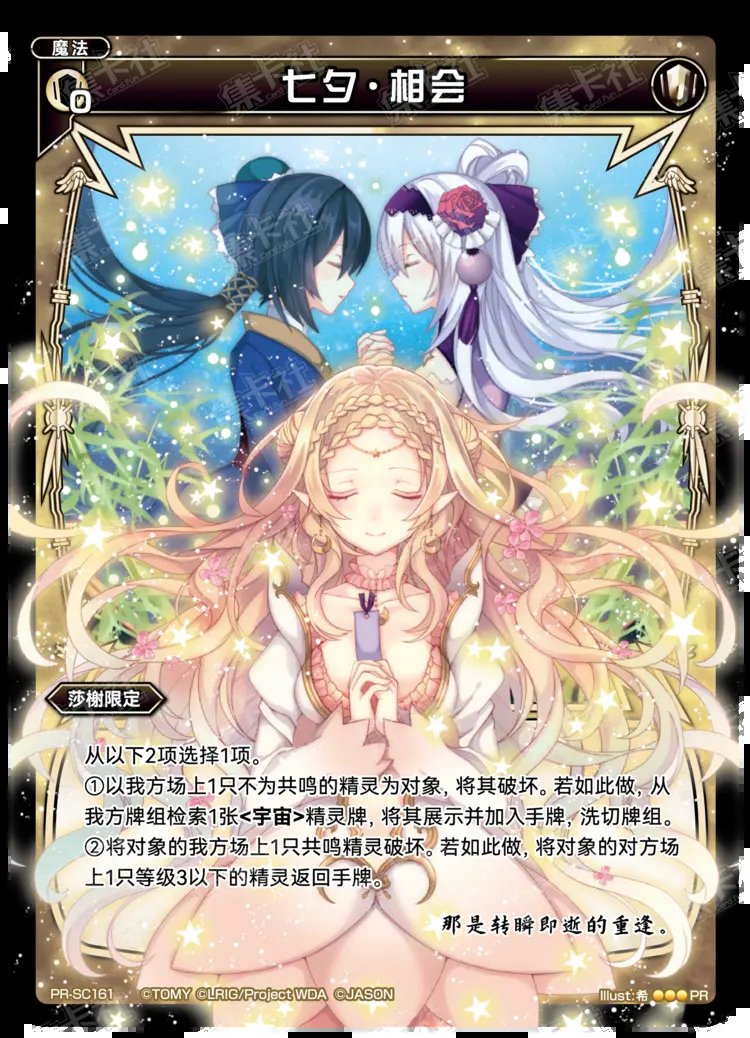 魔法
0
七夕·相会
莎榭限定
从以下2项选择1项。
①以我方场上1只不为共鸣的精灵为对象，将其破坏。若如此做，从
我方牌组检索1张<宇宙>精灵牌，将其展示并加入手牌，洗切牌组。
②将对象的我方场上1只共鸣精灵破坏。若如此做，将对象的对方场
上1只等级3以下的精灵返回手牌。
那是转瞬即逝的重逢。
PR-SC161 ©TOMY ©LRIG/Project WDA ©JASON Illust:希 PR
集卡社